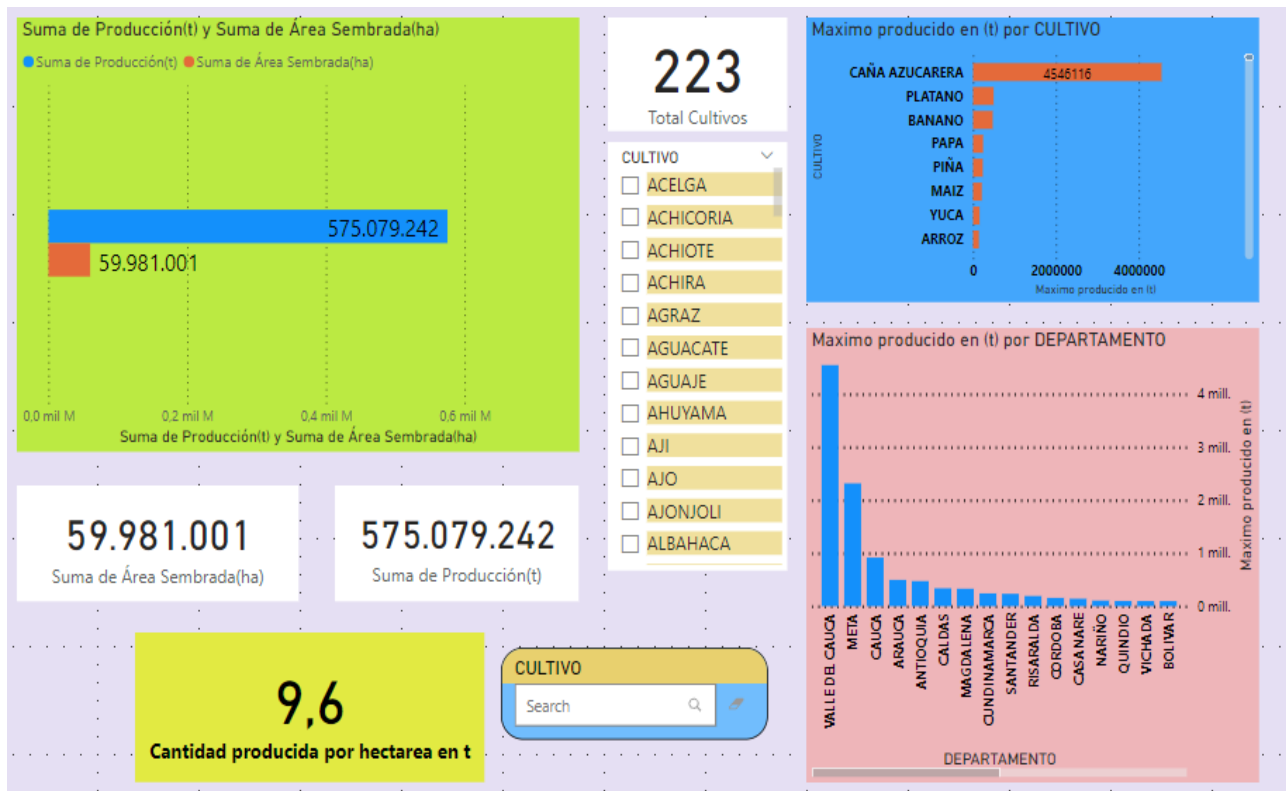 Suma de Producción(t) y Suma de Área Sembrada(ha)
Suma de Producción(t) Suma de Área Sembrada(ha)
575.079.242
59.981.001
0,0 mil M 0,2 mil M 0,4 mil M 0,6 mil M
Suma de Producción(t) y Suma de Área Sembrada(ha)
59.981.001
Suma de Área Sembrada(ha)
575.079.242
Suma de Producción(t)
9,6
Cantidad producida por hectarea en t
223
Total Cultivos
CULTIVO
ACELGA
ACHICORIA
ACHIOTE
ACHIRA
AGRAZ
AGUACATE
AGUAJE
AHUYAMA
AJI
AJO
AJONJOLI
ALBAHACA
CULTIVO
Search
Maximo producido en (t) por CULTIVO
CULTIVO
CAÑA AZUCARERA 4546116
PLATANO
BANANO
PAPA
PIÑA
MAIZ
YUCA
ARROZ
0 2000000 4000000
Maximo producido en (t)
Maximo producido en (t) por DEPARTAMENTO
4 mill.
3 mill.
2 mill.
1 mill.
0 mill.
Maximo producido en (t)
VALLE DEL CAUCA
META
CAUCA
ARAUCA
ANTIOQUIA
CALDAS
MAGDALENA
CUNDINAMARCA
SANTANDER
RISARALDA
CORDOBA
CASANARE
NARIÑO
QUINDIO
VICHADA
BOLIVAR
DEPARTAMENTO